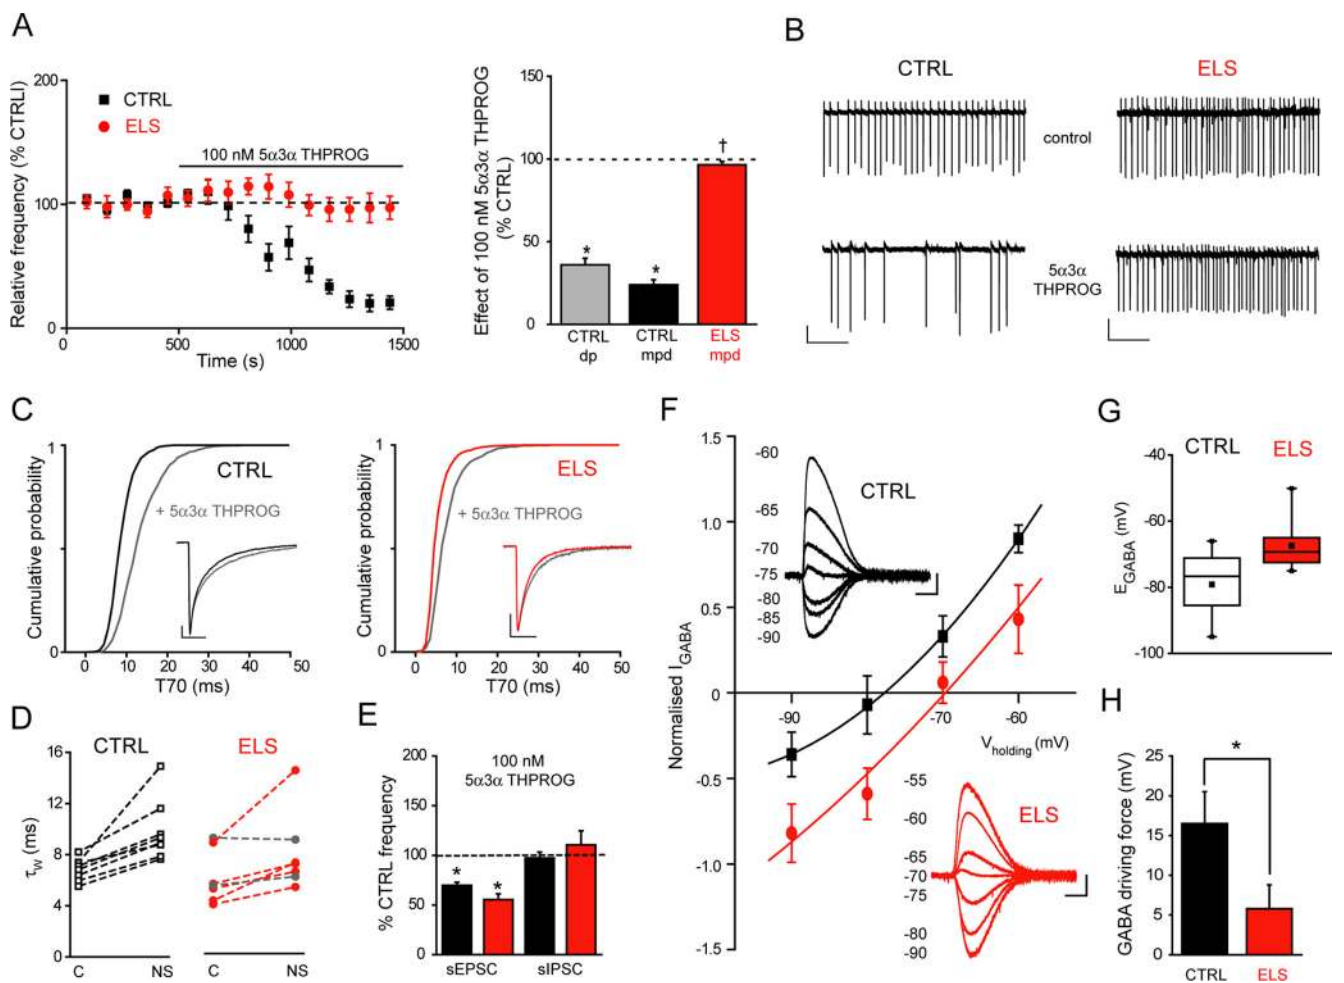 A
Relative frequency (% CTRLI)
200
100
0
CTRL
ELS
100 nM 5α3α THPROG
0
500
1000
1500
Time (s)
Effect of 100 nM 5α3α THPROG
(% CTRL)
150
100
50
0
*
*
†
CTRL
dp
CTRL
mpd
ELS
mpd
B
CTRL
ELS
control
5α3α
THPROG
C
Cumulative probability
1
0
CTRL
+ 5α3α THPROG
0
10
20
30
40
50
T70 (ms)
Cumulative probability
1
0
ELS
+ 5α3α THPROG
0
10
20
30
40
50
T70 (ms)
D
CTRL
ELS
τw (ms)
16
12
8
4
0
C
NS
C
NS
E
% CTRL frequency
200
150
100
50
0
100 nM
5α3α THPROG
*
*
sEPSC
sIPSC
F
Normalised IGABA
1.5
1.0
0.5
0
-0.5
-1.0
-1.5
CTRL
-60
-65
-70
-75
-80
-85
-90
-90
-70
-60
Vholding (mV)
ELS
-55
-60
-65
-70
-75
-80
-90
G
CTRL
ELS
EGABA (mV)
-40
-60
-80
-100
H
GABA driving force (mV)
25
20
15
10
5
0
*
CTRL
ELS